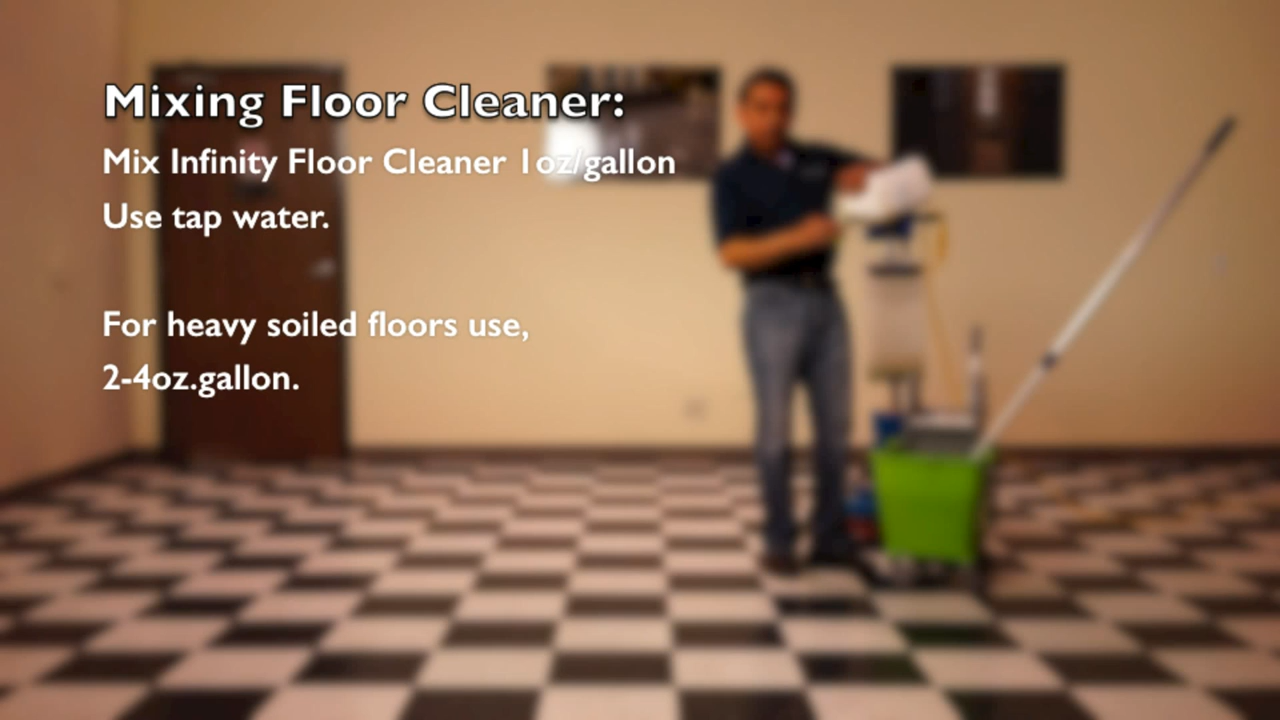 Mixing Floor Cleaner:
Mix Infinity Floor Cleaner 1oz/gallon
Use tap water.
For heavy soiled floors use,
2-4oz.gallon.